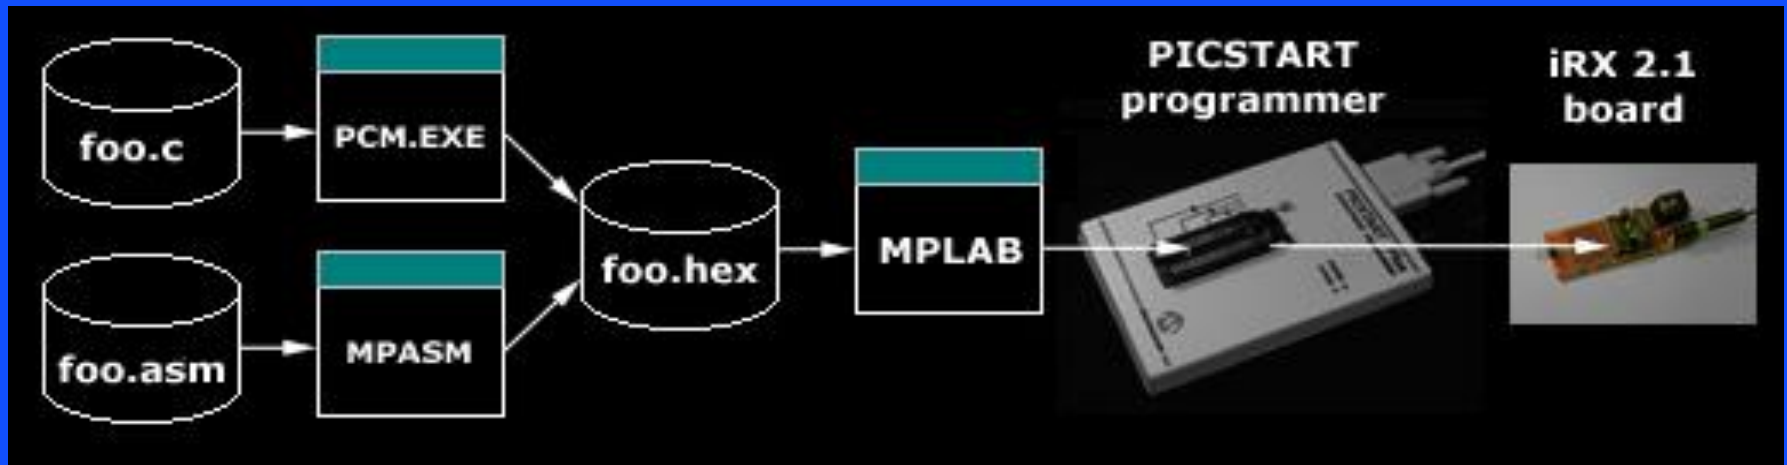 foo.c
PCM.EXE
foo.asm
MPASM
foo.hex
MPLAB
PICSTART
programmer
iRX 2.1
board